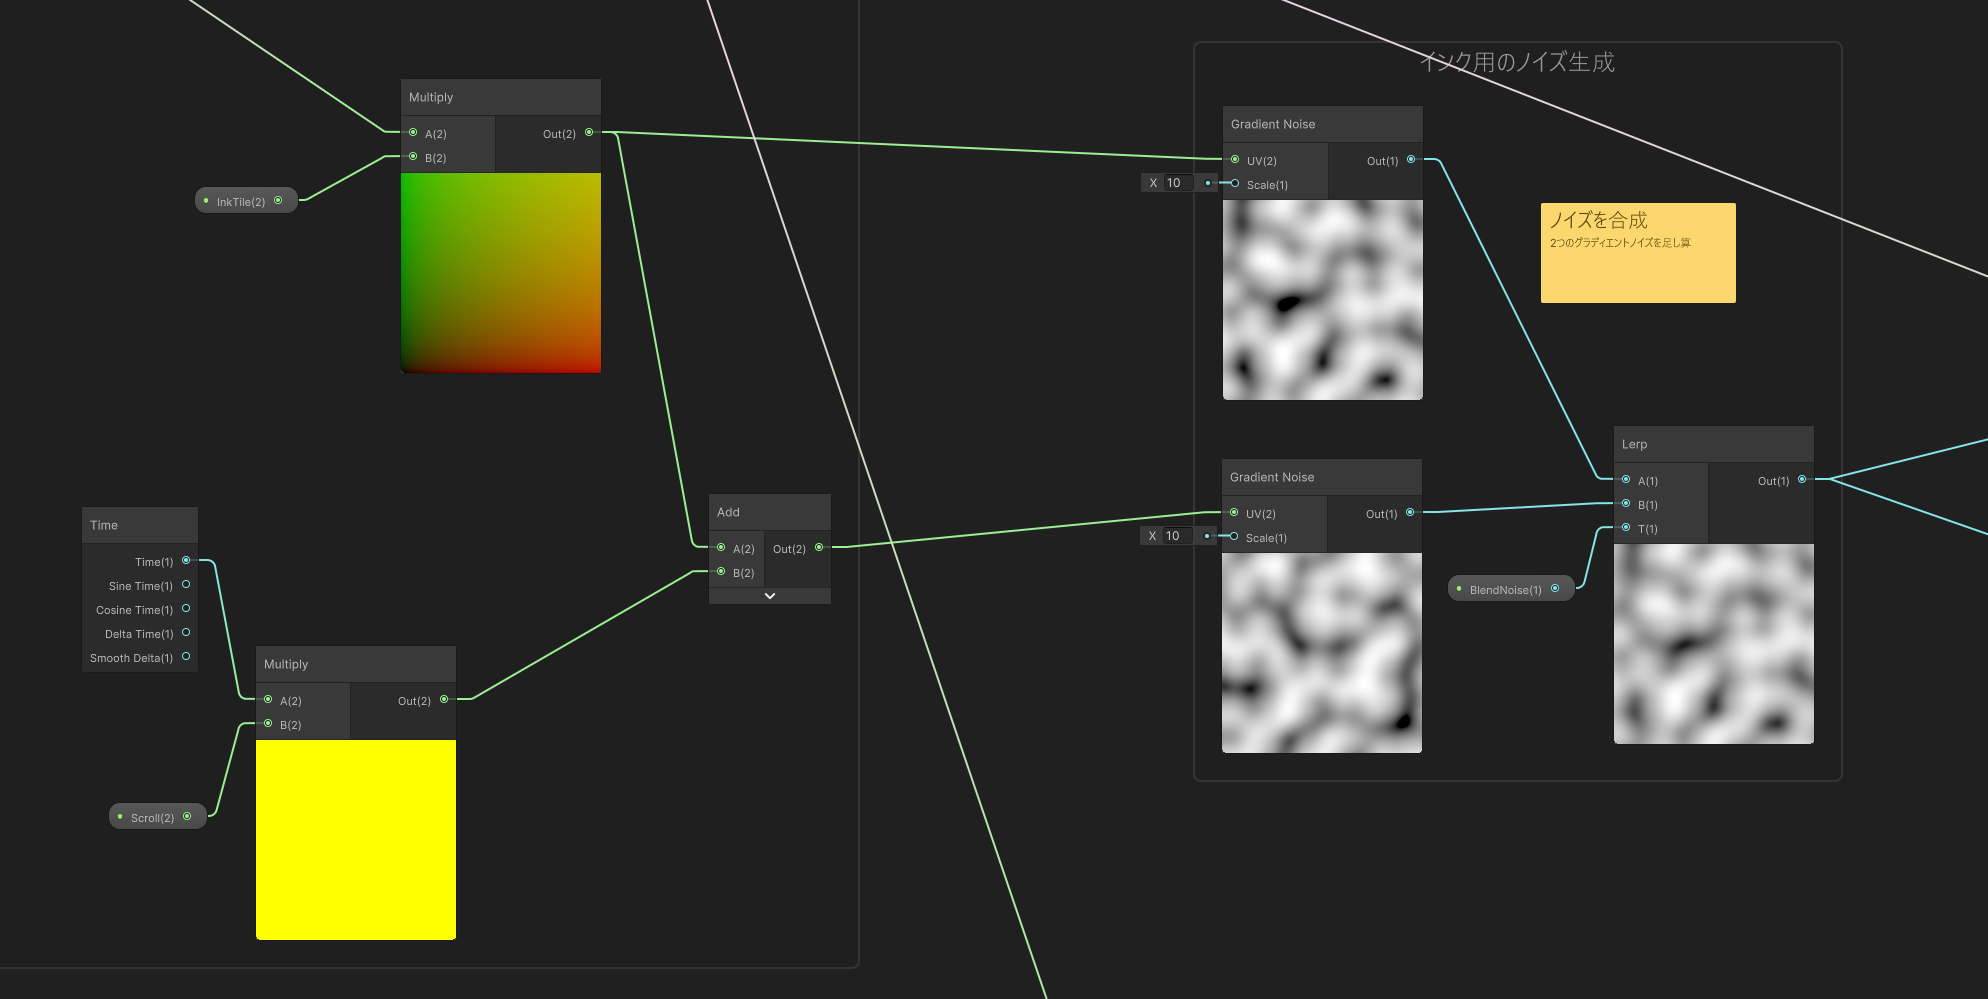 Multiply
A(2)
Out(2)
B(2)
InkTile(2)
Time
Time(1)
Sine Time(1)
Cosine Time(1)
Delta Time(1)
Smooth Delta(1)
Multiply
A(2)
Out(2)
B(2)
Scroll(2)
Add
A(2)
Out(2)
B(2)
インク用のノイズ生成
Gradient Noise
UV(2)
Out(1)
X 10
Scale(1)
ノイズを合成
2つのグラディエントノイズを足し算
Gradient Noise
UV(2)
Out(1)
X 10
Scale(1)
Lerp
A(1)
Out(1)
B(1)
T(1)
BlendNoise(1)